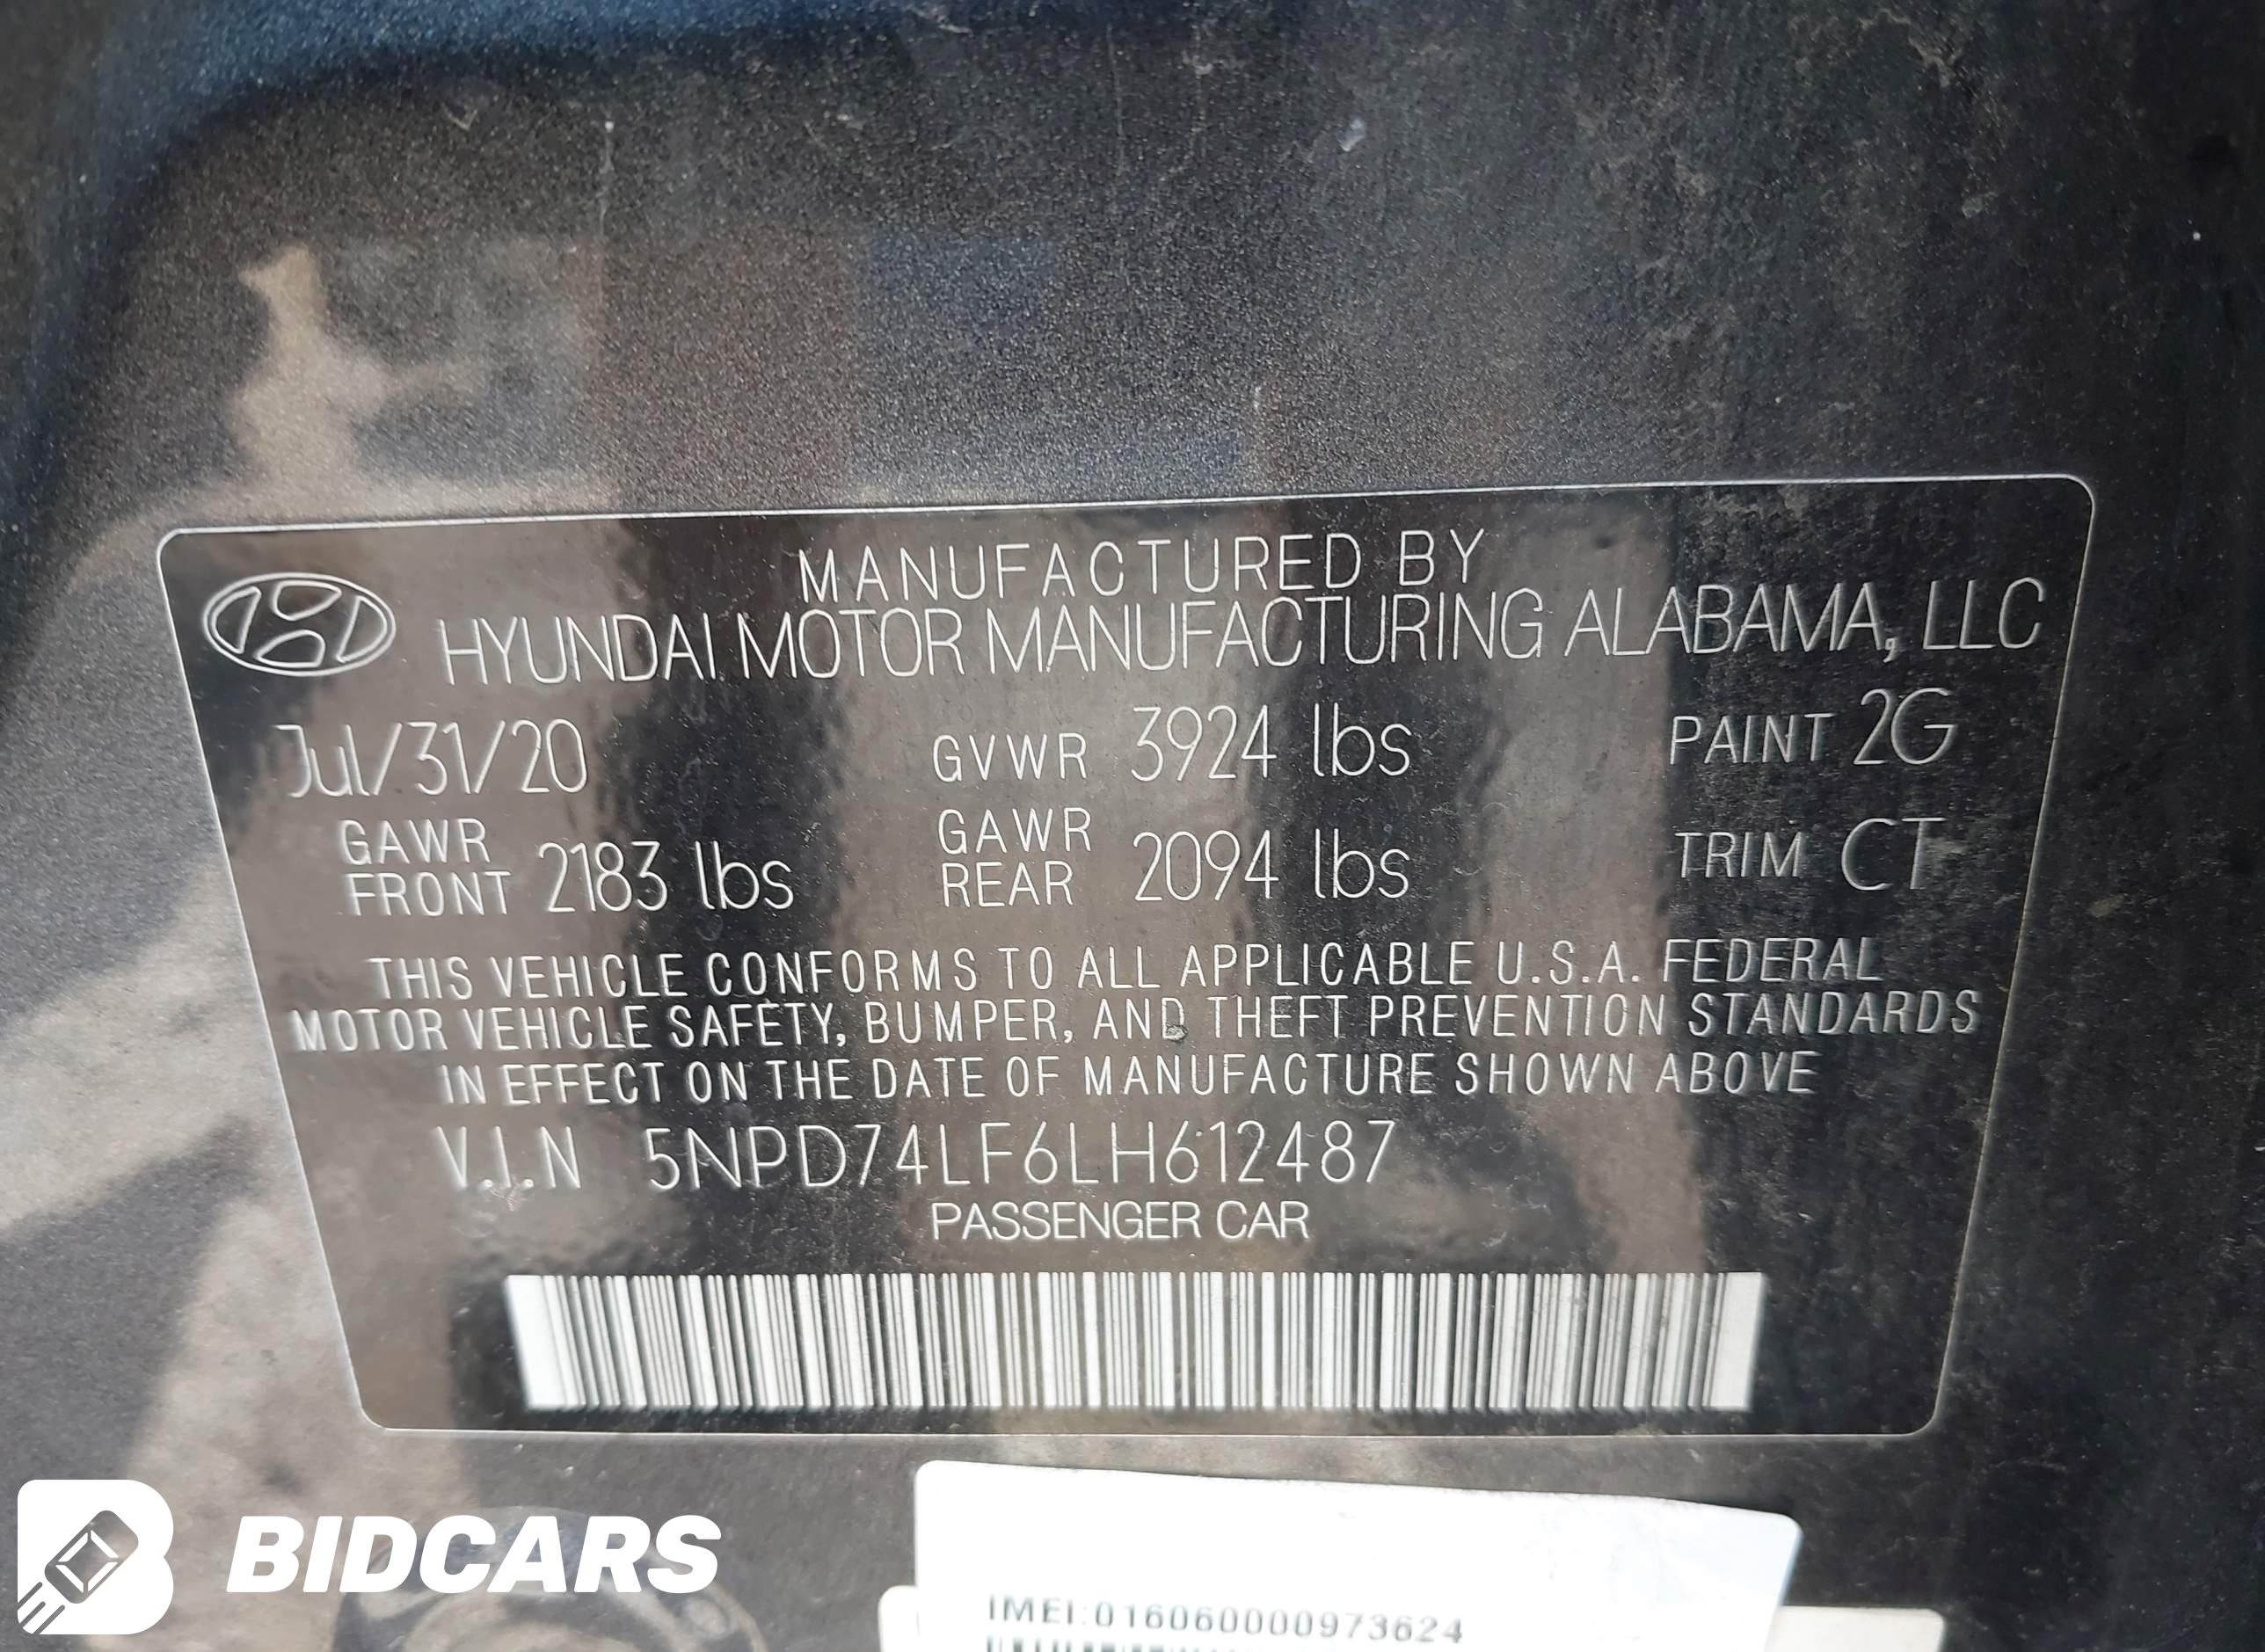 MANUFACTURED BY
HYUNDAI MOTOR MANUFACTURING ALABAMA, LLC
Jul/31/20 GVWR 3924 lbs PAINT 2G
GAWR FRONT 2183 lbs GAWR REAR 2094 lbs TRIM CT
THIS VEHICLE CONFORMS TO ALL APPLICABLE U.S.A. FEDERAL
MOTOR VEHICLE SAFETY, BUMPER, AND THEFT PREVENTION STANDARDS
IN EFFECT ON THE DATE OF MANUFACTURE SHOWN ABOVE
V.I.N 5NPD74LF6LH612487
PASSENGER CAR
BIDCARS
IMEI:016060000973624